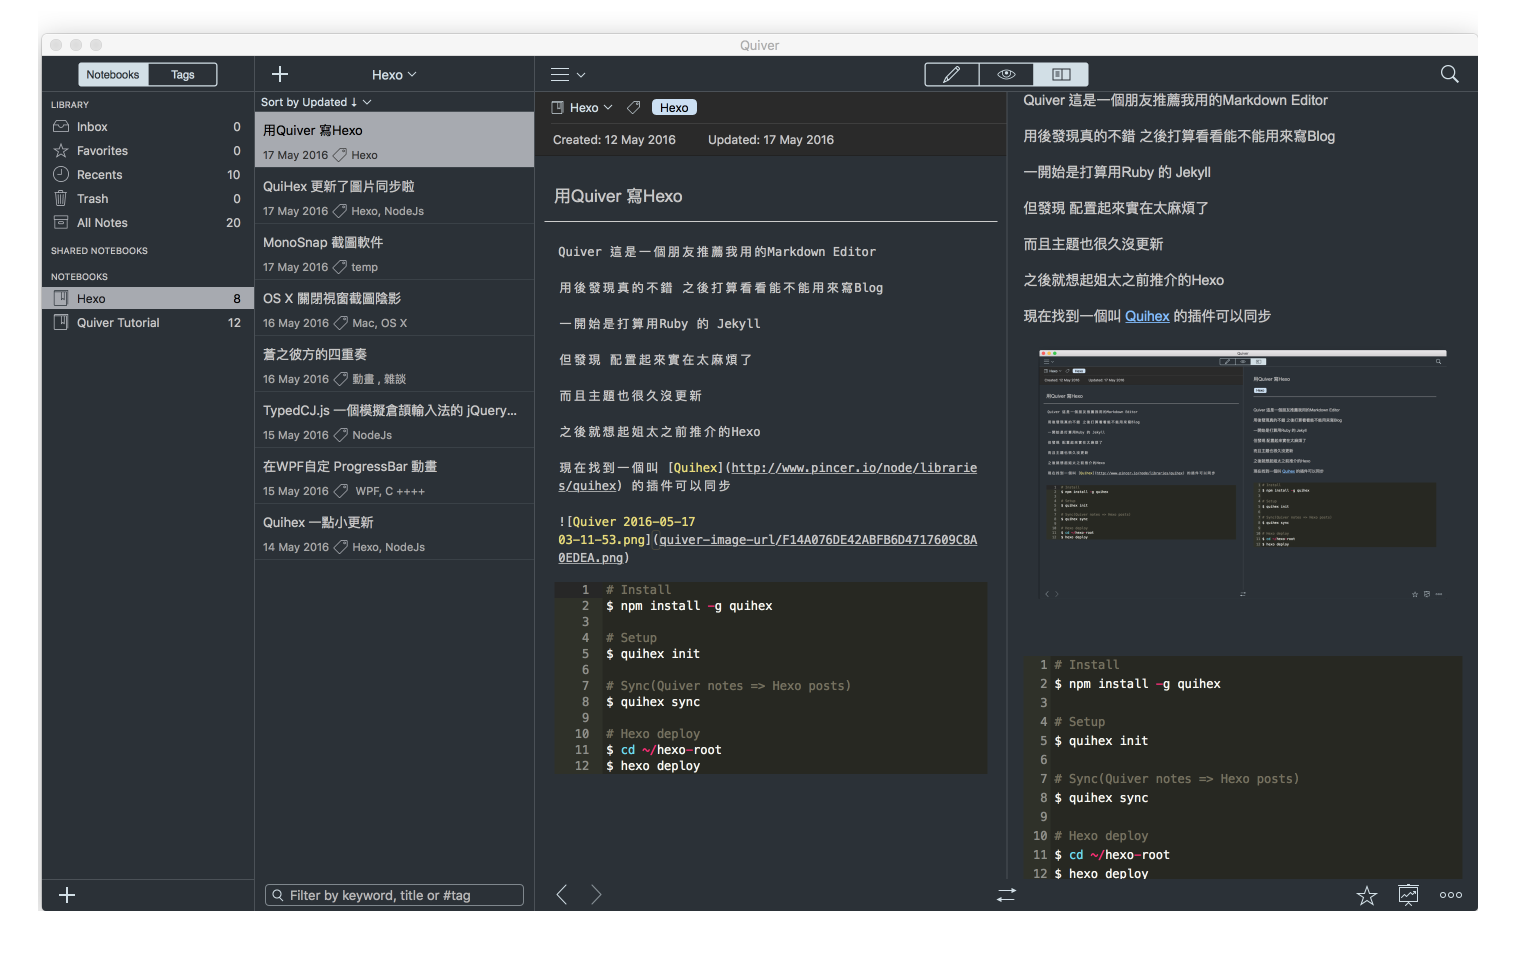 Quiver
Notebooks Tags
Hexo
LIBRARY
Inbox 0
Favorites 0
Recents 10
Trash 0
All Notes 20
SHARED NOTEBOOKS
NOTEBOOKS
Hexo 8
Quiver Tutorial 12
Sort by Updated ↓
用Quiver 寫Hexo
17 May 2016 Hexo
QuiHex 更新了圖片同步啦
17 May 2016 Hexo, NodeJs
MonoSnap 截圖軟件
17 May 2016 temp
OS X 關閉視窗截圖陰影
16 May 2016 Mac, OS X
蒼之彼方的四重奏
16 May 2016 動畫 , 雜談
TypedCJ.js 一個模擬倉頡輸入法的 jQuery...
15 May 2016 NodeJs
在WPF自定 ProgressBar 動畫
15 May 2016 WPF, C ++++
Quihex 一點小更新
14 May 2016 Hexo, NodeJs
Filter by keyword, title or #tag
Hexo Hexo
Created: 12 May 2016 Updated: 17 May 2016
用Quiver 寫Hexo
Quiver 這是一個朋友推薦我用的Markdown Editor
用後發現真的不錯 之後打算看看能不能用來寫Blog
一開始是打算用Ruby 的 Jekyll
但發現 配置起來實在太麻煩了
而且主題也很久沒更新
之後就想起姐太之前推介的Hexo
現在找到一個叫 [Quihex](http://www.pincer.io/node/librarie
s/quihex) 的插件可以同步
![Quiver 2016-05-17
03-11-53.png](quiver-image-url/F14A076DE42ABFB6D4717609C8A
0EDEA.png)
1 # Install
2 $ npm install -g quihex
3
4 # Setup
5 $ quihex init
6
7 # Sync(Quiver notes => Hexo posts)
8 $ quihex sync
9
10 # Hexo deploy
11 $ cd ~/hexo-root
12 $ hexo deploy
Quiver 這是一個朋友推薦我用的Markdown Editor
用後發現真的不錯 之後打算看看能不能用來寫Blog
一開始是打算用Ruby 的 Jekyll
但發現 配置起來實在太麻煩了
而且主題也很久沒更新
之後就想起姐太之前推介的Hexo
現在找到一個叫 Quihex 的插件可以同步
1 # Install
2 $ npm install -g quihex
3
4 # Setup
5 $ quihex init
6
7 # Sync(Quiver notes => Hexo posts)
8 $ quihex sync
9
10 # Hexo deploy
11 $ cd ~/hexo-root
12 $ hexo deploy